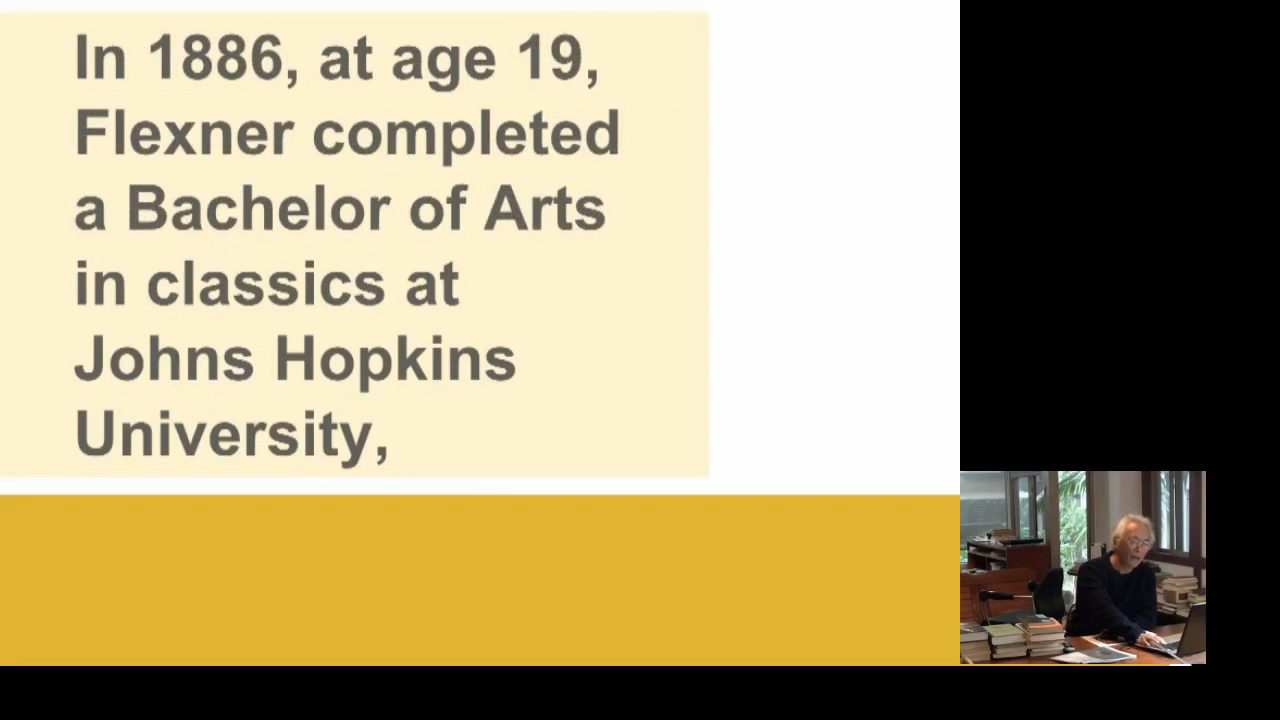 In 1886, at age 19,
Flexner completed
a Bachelor of Arts
in classics at
Johns Hopkins
University,